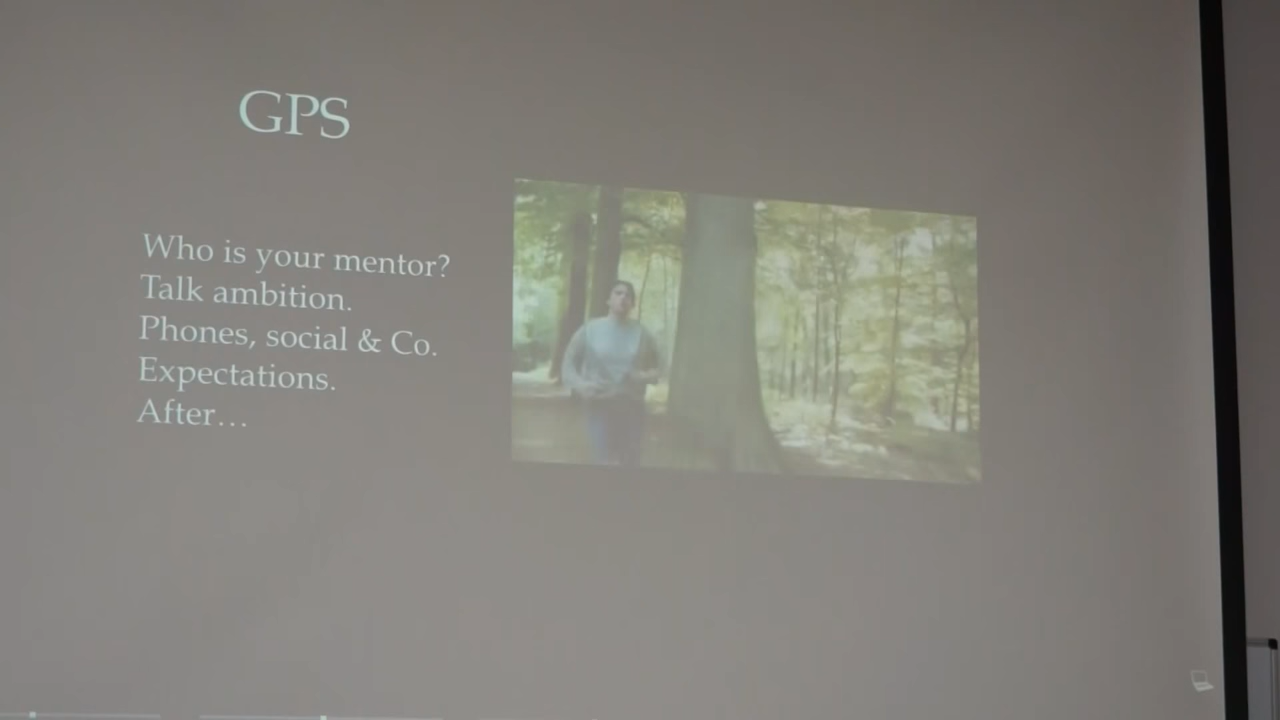 GPS
Who is your mentor?
Talk ambition.
Phones, social & Co.
Expectations.
After…